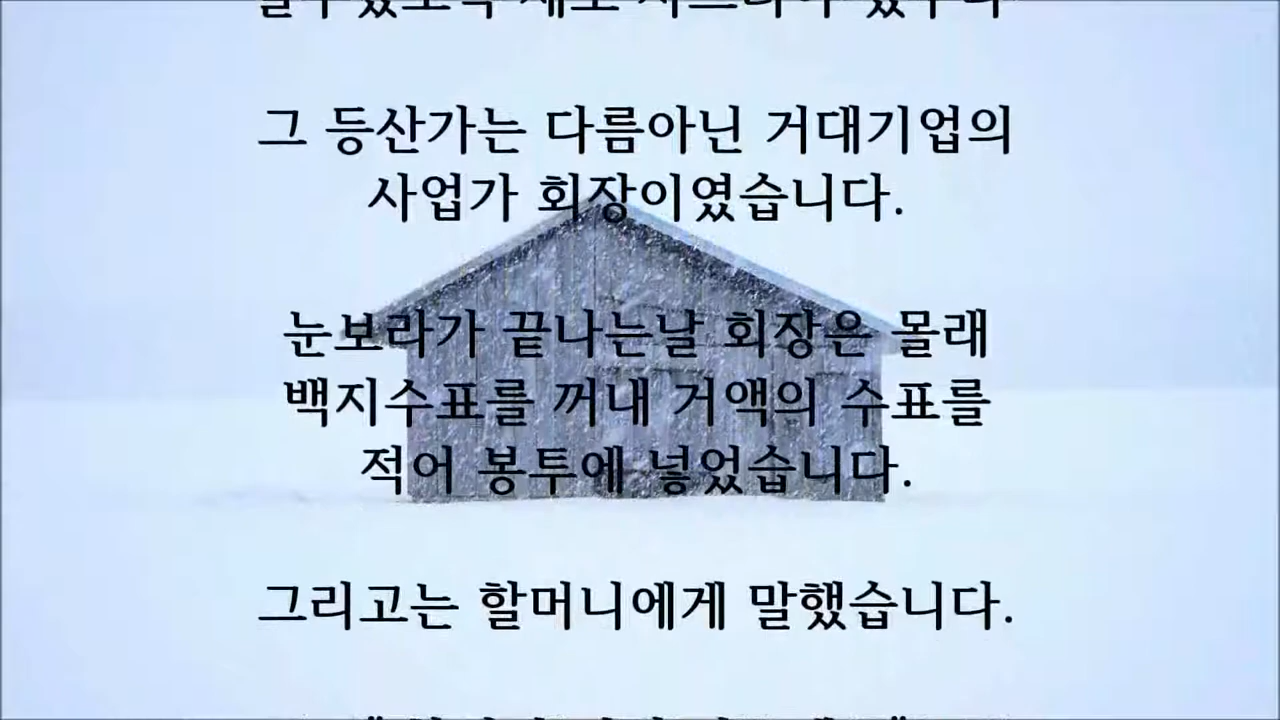 그 등산가는 다름아닌 거대기업의
사업가 회장이였습니다.
눈보라가 끝나는날 회장은 몰래
백지수표를 꺼내 거액의 수표를
적어 봉투에 넣었습니다.
그리고는 할머니에게 말했습니다.